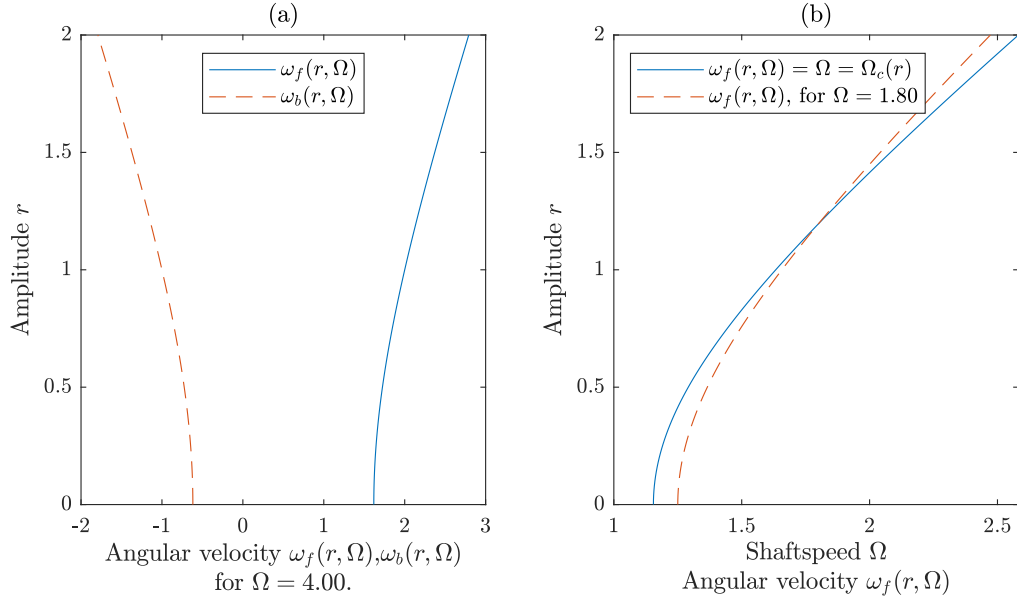 (a)
2
1.5
1
0.5
0
Amplitude r
ω_f(r, Ω)
ω_b(r, Ω)
-2 -1 0 1 2 3
Angular velocity ω_f(r, Ω),ω_b(r, Ω)
for Ω = 4.00.
(b)
2
1.5
1
0.5
0
Amplitude r
ω_f(r, Ω) = Ω = Ω_c(r)
ω_f(r, Ω), for Ω = 1.80
1 1.5 2 2.5
Shaftspeed Ω
Angular velocity ω_f(r, Ω)